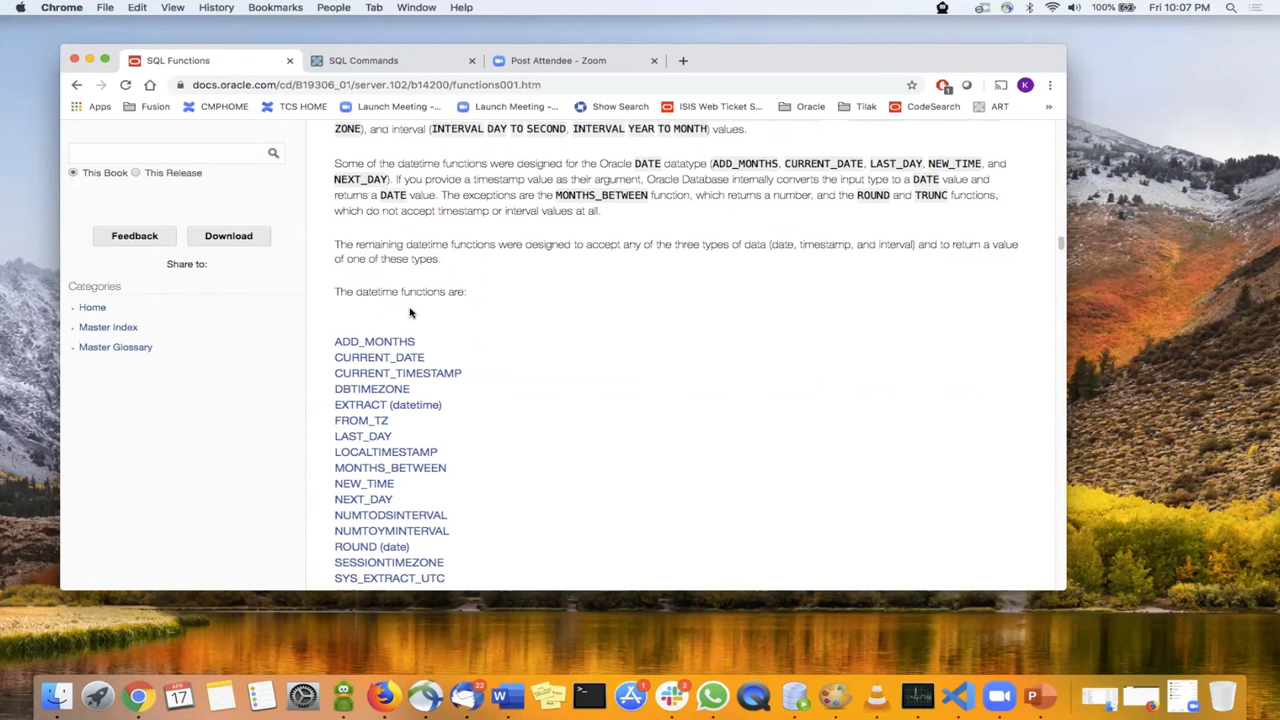 Chrome File Edit View History Bookmarks People Tab Window Help 100% Fri 10:07 PM
SQL Functions × SQL Commands × Post Attendee - Zoom × +
docs.oracle.com/cd/B19306_01/server.102/b14200/functions001.htm K
Apps Fusion CMPHOME TCS HOME Launch Meeting -... Launch Meeting -... Show Search ISIS Web Ticket S... Oracle Tilak CodeSearch ART »
ZONE), and interval (INTERVAL DAY TO SECOND, INTERVAL YEAR TO MONTH) values.
This Book This Release
Feedback Download
Share to:
Categories
Home
Master Index
Master Glossary
Some of the datetime functions were designed for the Oracle DATE datatype (ADD_MONTHS, CURRENT_DATE, LAST_DAY, NEW_TIME, and
NEXT_DAY). If you provide a timestamp value as their argument, Oracle Database internally converts the input type to a DATE value and
returns a DATE value. The exceptions are the MONTHS_BETWEEN function, which returns a number, and the ROUND and TRUNC functions,
which do not accept timestamp or interval values at all.
The remaining datetime functions were designed to accept any of the three types of data (date, timestamp, and interval) and to return a value
of one of these types.
The datetime functions are:
ADD_MONTHS
CURRENT_DATE
CURRENT_TIMESTAMP
DBTIMEZONE
EXTRACT (datetime)
FROM_TZ
LAST_DAY
LOCALTIMESTAMP
MONTHS_BETWEEN
NEW_TIME
NEXT_DAY
NUMTODSINTERVAL
NUMTOYMINTERVAL
ROUND (date)
SESSIONTIMEZONE
SYS_EXTRACT_UTC